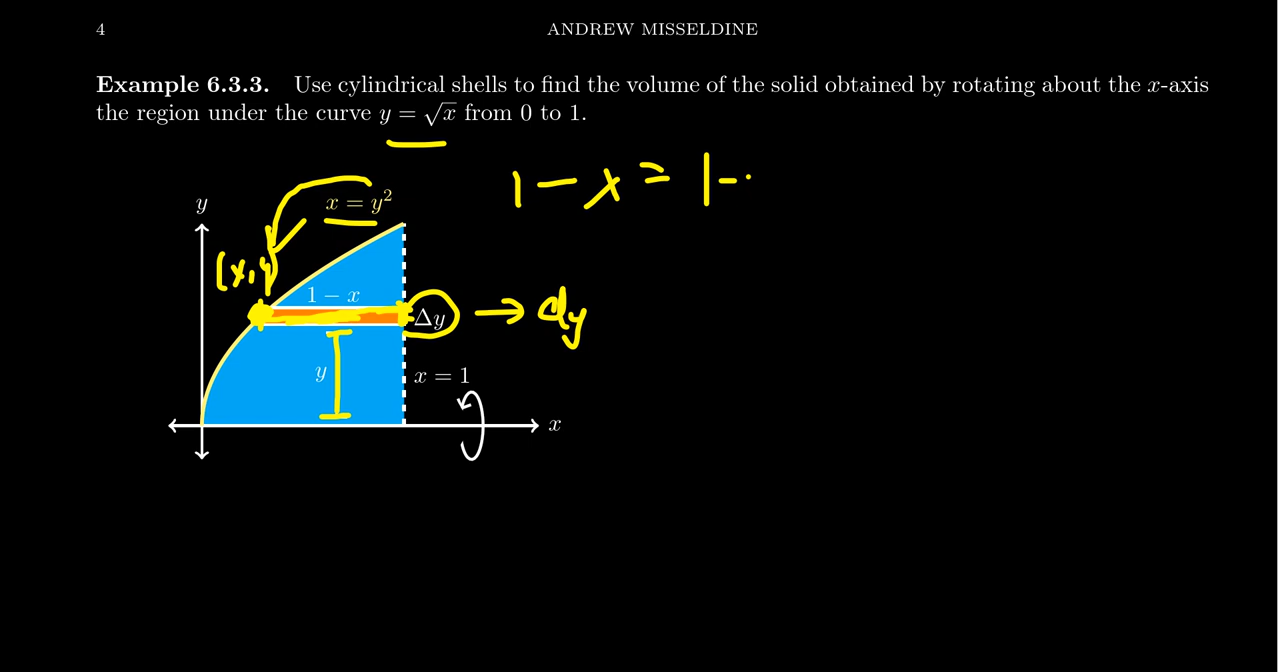 4
ANDREW MISSELDINE
Example 6.3.3. Use cylindrical shells to find the volume of the solid obtained by rotating about the x-axis
the region under the curve y = √x from 0 to 1.
1 - x = 1 -
y
x = y²
(x,y)
1 − x
Δy → dy
y
x = 1
x